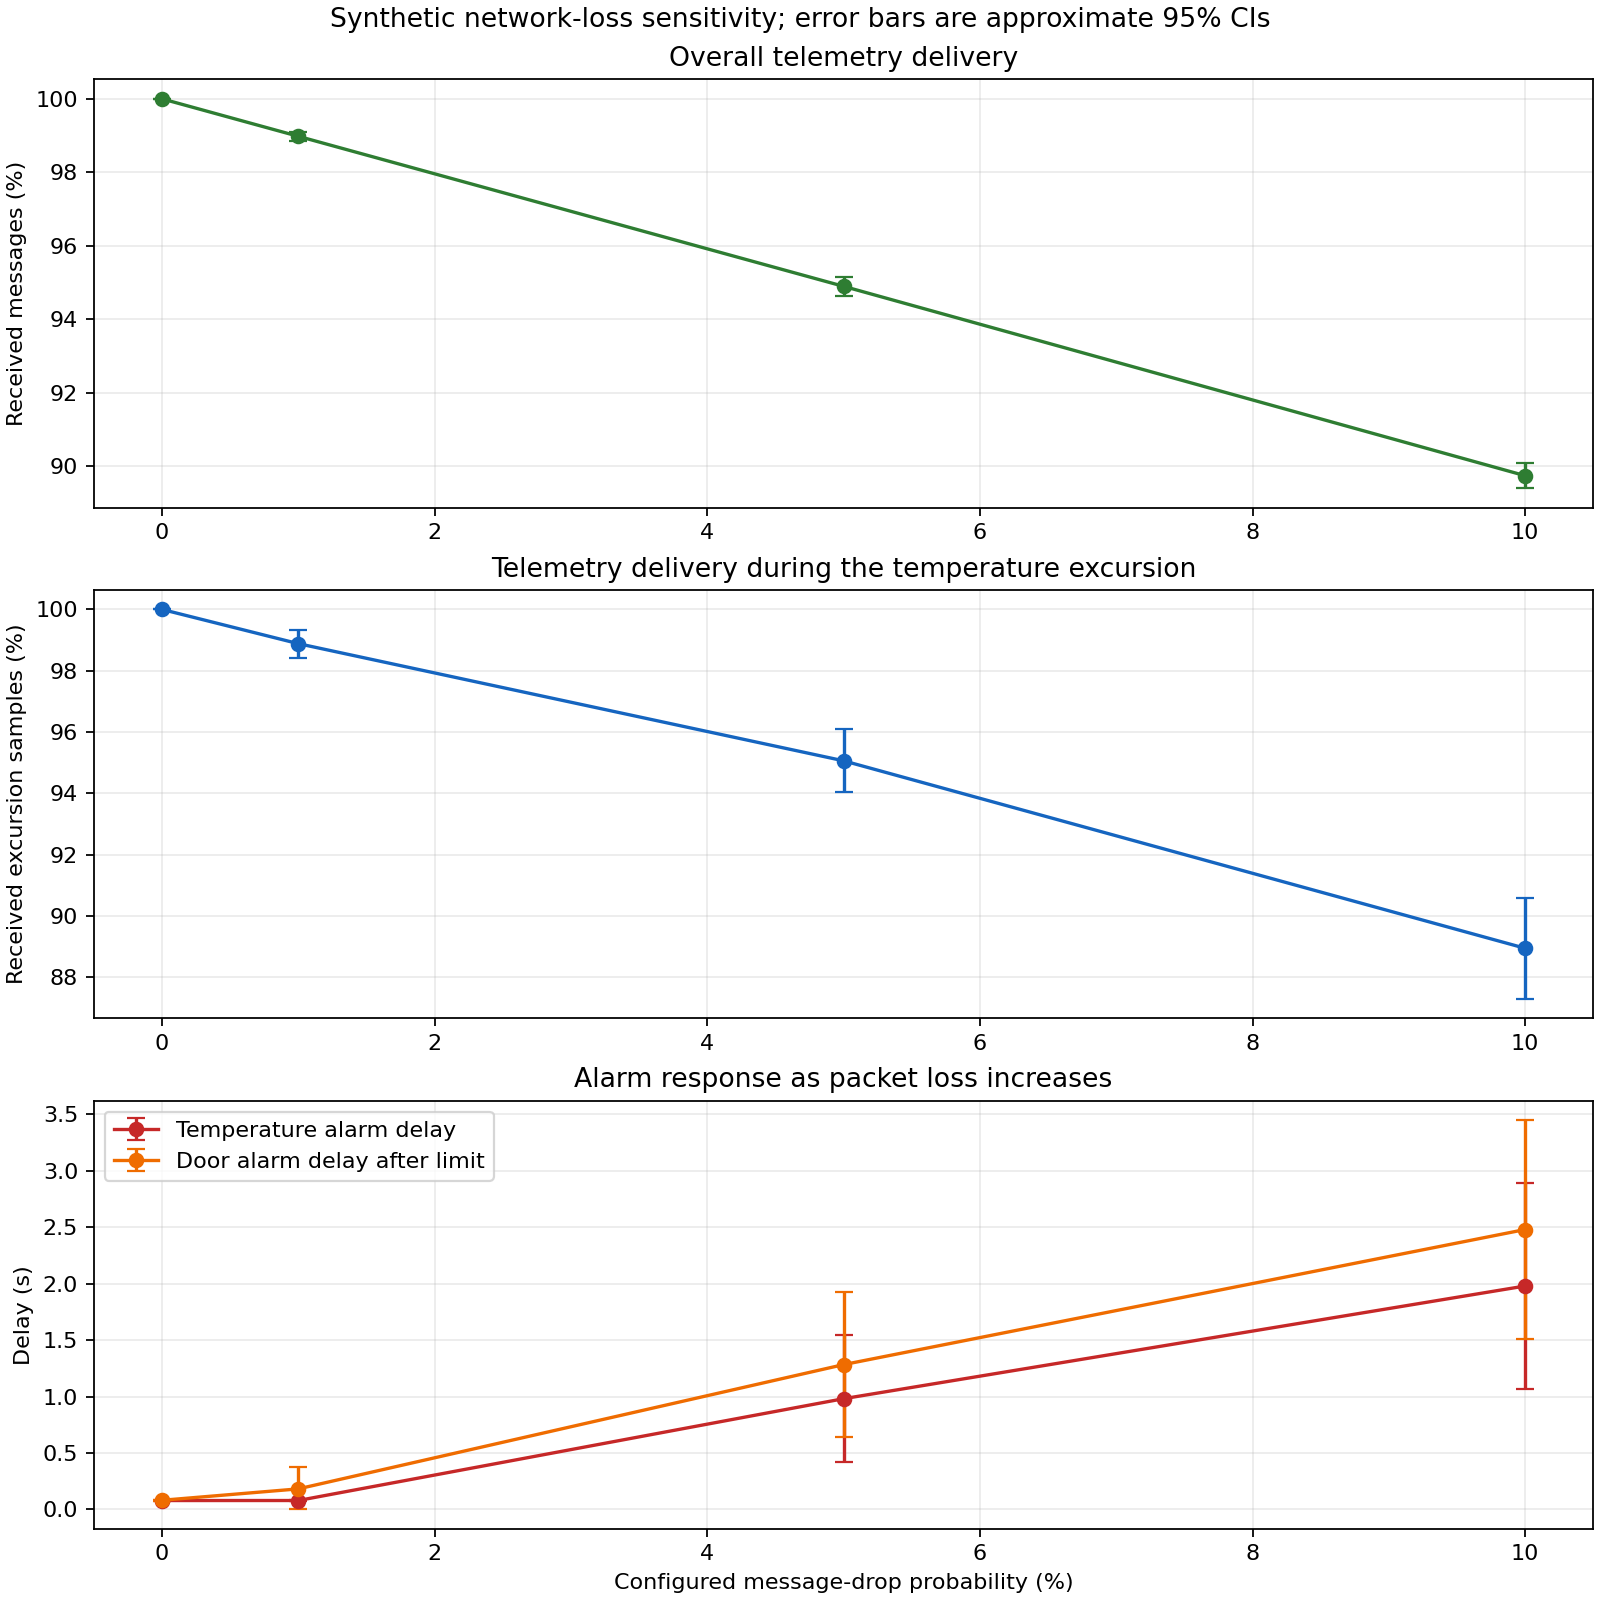 Synthetic network-loss sensitivity; error bars are approximate 95% CIs
Overall telemetry delivery
Received messages (%)
100
98
96
94
92
90
0 2 4 6 8 10
Telemetry delivery during the temperature excursion
Received excursion samples (%)
100
98
96
94
92
90
88
0 2 4 6 8 10
Alarm response as packet loss increases
Temperature alarm delay
Door alarm delay after limit
Delay (s)
3.5
3.0
2.5
2.0
1.5
1.0
0.5
0.0
0 2 4 6 8 10
Configured message-drop probability (%)